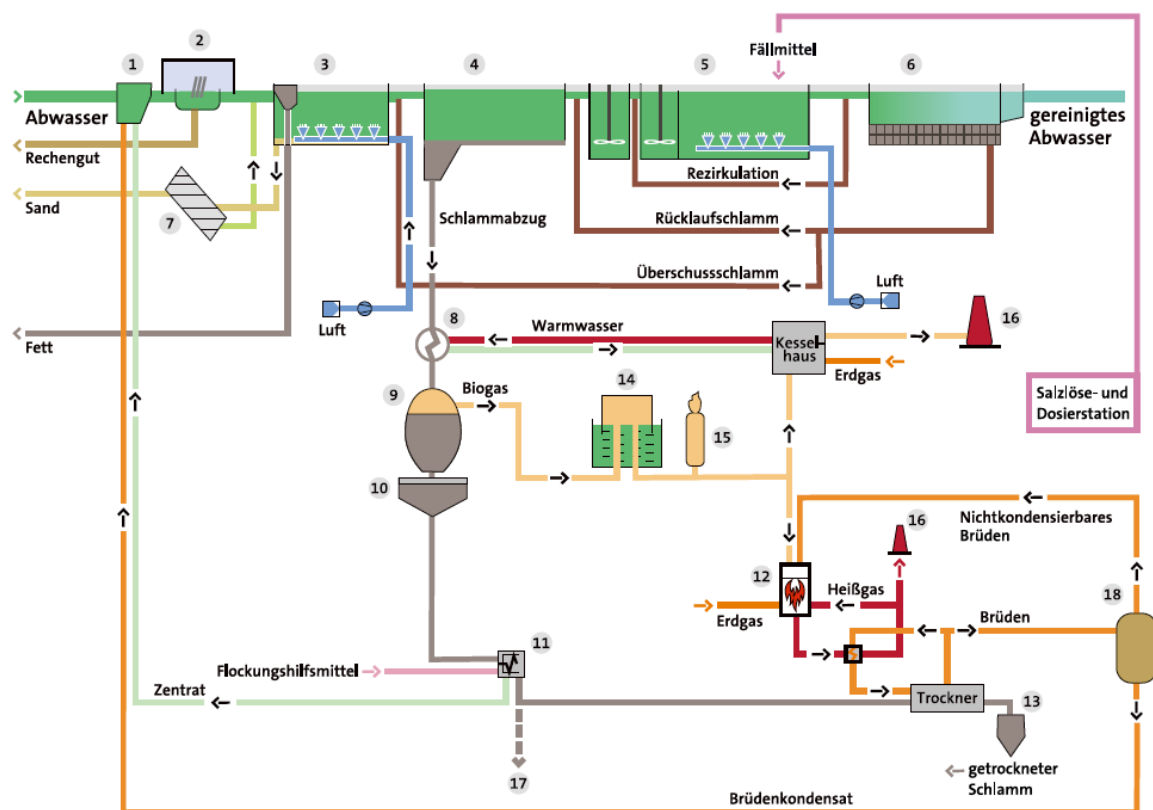 1
2
3
4
5
6
Fällmittel
Abwasser
gereinigtes
Abwasser
Rechengut
Sand
7
Rezirkulation
Schlammabzug
Rücklaufschlamm
Überschussschlamm
Luft
Luft
Fett
8
Warmwasser
Kessel-
haus
16
Erdgas
Salzlöse- und
Dosierstation
9
Biogas
14
15
10
Nichtkondensierbares
Brüden
16
12
Heißgas
Erdgas
Brüden
18
11
Flockungshilfsmittel
Zentrat
Trockner
13
17
getrockneter
Schlamm
Brüdenkondensat